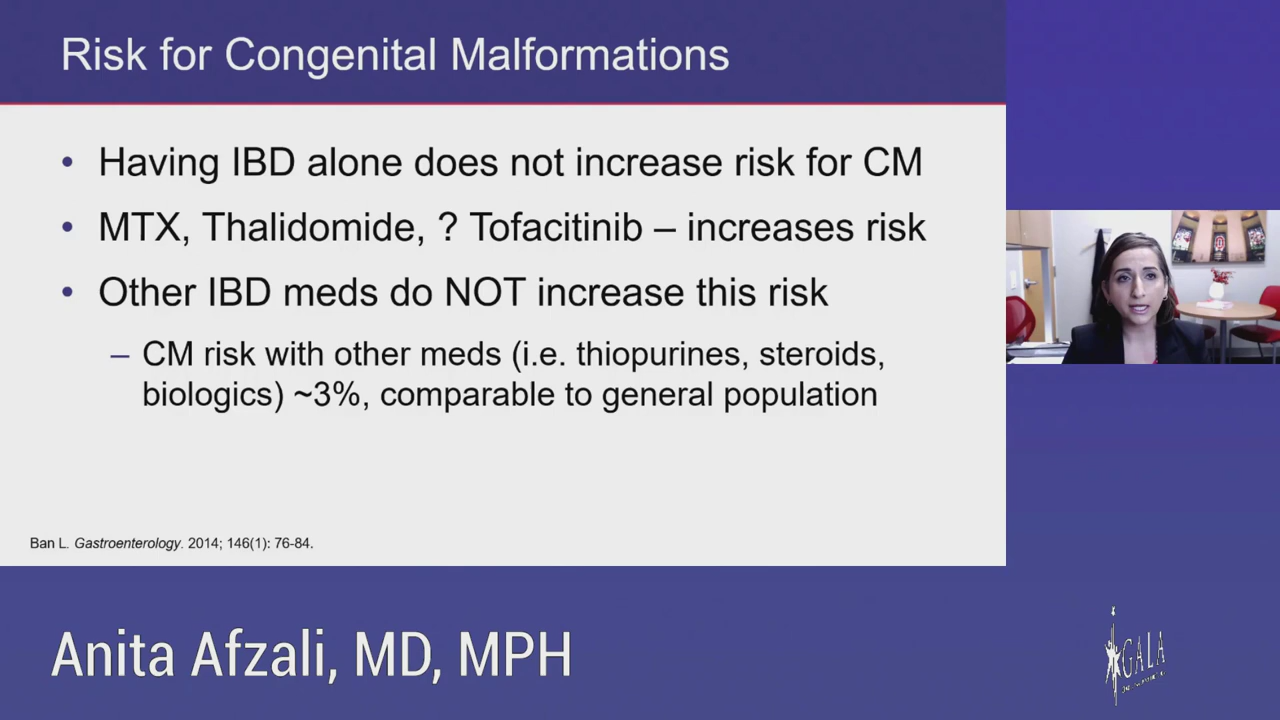 Risk for Congenital Malformations
• Having IBD alone does not increase risk for CM
• MTX, Thalidomide, ? Tofacitinib – increases risk
• Other IBD meds do NOT increase this risk
– CM risk with other meds (i.e. thiopurines, steroids,
biologics) ~3%, comparable to general population
Ban L. Gastroenterology. 2014; 146(1): 76-84.
Anita Afzali, MD, MPH
GALA